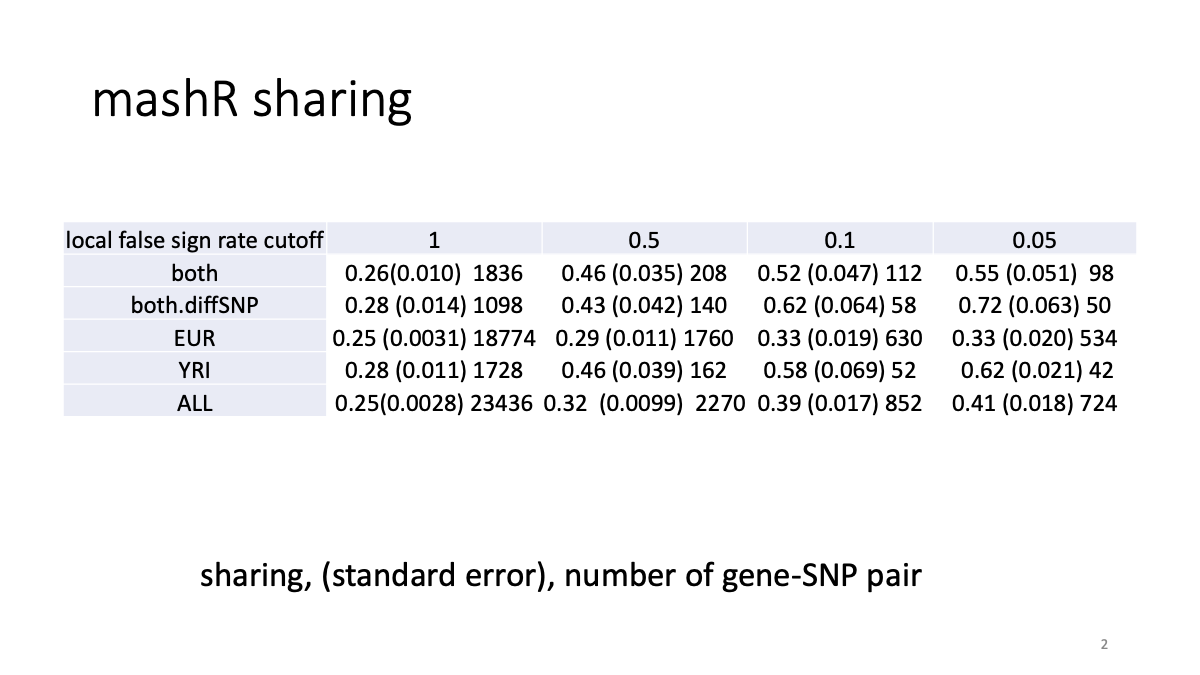 mashR sharing
local false sign rate cutoff 1 0.5 0.1 0.05
both 0.26(0.010)  1836 0.46 (0.035) 208 0.52 (0.047) 112 0.55 (0.051)  98
both.diffSNP 0.28 (0.014) 1098 0.43 (0.042) 140 0.62 (0.064) 58 0.72 (0.063) 50
EUR 0.25 (0.0031) 18774 0.29 (0.011) 1760 0.33 (0.019) 630 0.33 (0.020) 534
YRI 0.28 (0.011) 1728 0.46 (0.039) 162 0.58 (0.069) 52 0.62 (0.021) 42
ALL 0.25(0.0028) 23436 0.32  (0.0099)  2270 0.39 (0.017) 852 0.41 (0.018) 724
sharing, (standard error), number of gene-SNP pair
2